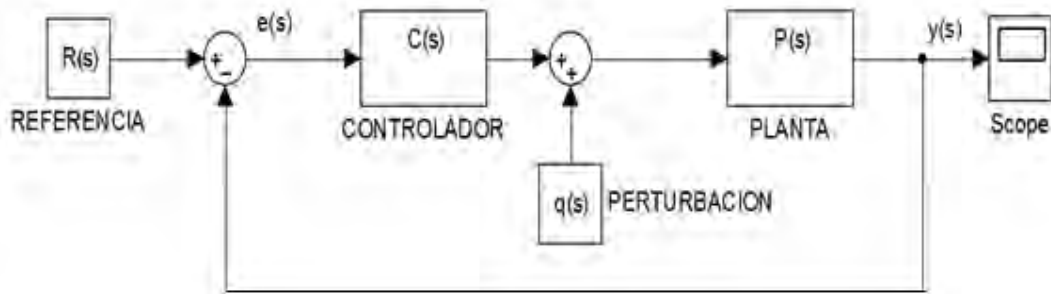 R(s)
REFERENCIA
+
−
e(s)
C(s)
CONTROLADOR
+
+
q(s)
PERTURBACION
P(s)
PLANTA
y(s)
Scope